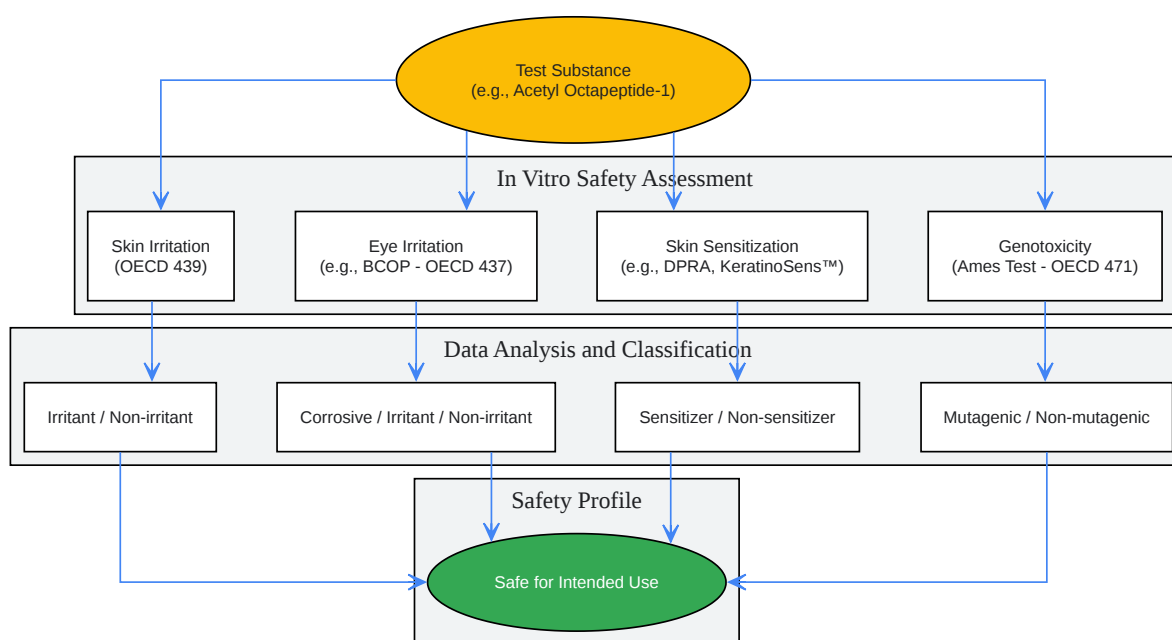 Test Substance
(e.g., Acetyl Octapeptide-1)
In Vitro Safety Assessment
Skin Irritation
(OECD 439)
Eye Irritation
(e.g., BCOP - OECD 437)
Skin Sensitization
(e.g., DPRA, KeratinoSens™)
Genotoxicity
(Ames Test - OECD 471)
Data Analysis and Classification
Irritant / Non-irritant
Corrosive / Irritant / Non-irritant
Sensitizer / Non-sensitizer
Mutagenic / Non-mutagenic
Safety Profile
Safe for Intended Use